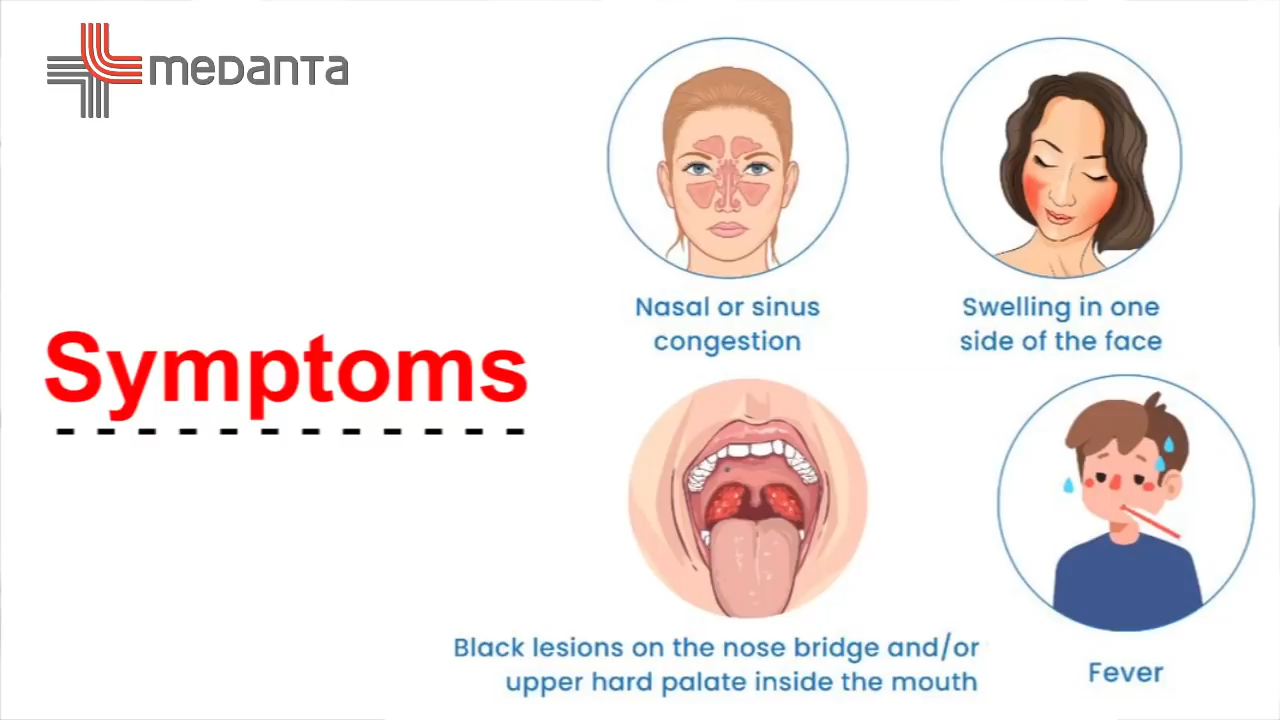 meDanTa
Symptoms
Nasal or sinus
congestion
Swelling in one
side of the face
Black lesions on the nose bridge and/or
upper hard palate inside the mouth
Fever